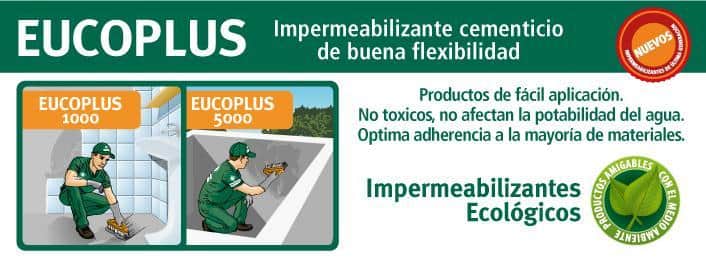 EUCOPLUS
Impermeabilizante cementicio
de buena flexibilidad
NUEVOS
EUCOPLUS
1000
EUCOPLUS
5000
Productos de fácil aplicación.
No toxicos, no afectan la potabilidad del agua.
Optima adherencia a la mayoría de materiales.
Impermeabilizantes
Ecológicos
PRODUCTOS AMIGABLES
CON EL MEDIO AMBIENTE